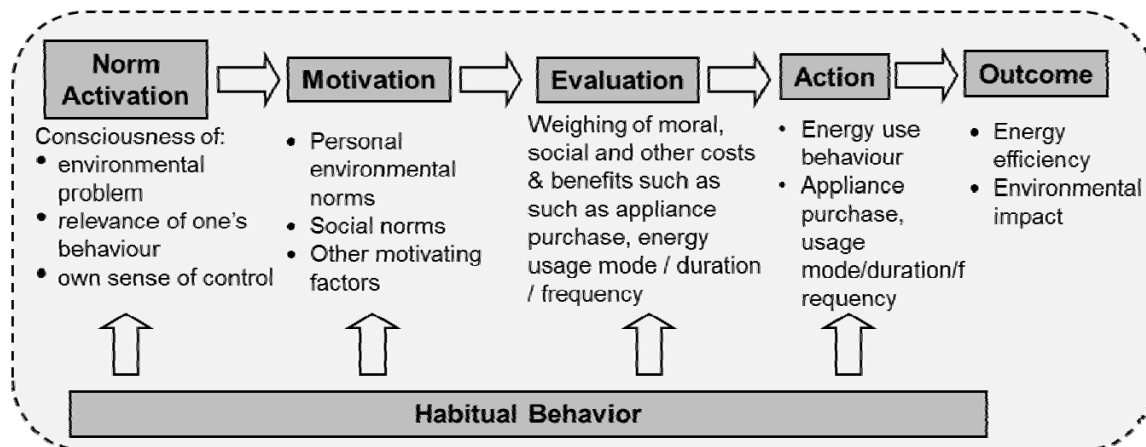 Norm
Activation
Motivation
Evaluation
Action
Outcome
Consciousness of:
• environmental
problem
• relevance of one's
behaviour
• own sense of control
• Personal
environmental
norms
• Social norms
• Other motivating
factors
Weighing of moral,
social and other costs
& benefits such as
such as appliance
purchase, energy
usage mode / duration
/ frequency
• Energy use
behaviour
• Appliance
purchase,
usage
mode/duration/f
requency
• Energy
efficiency
• Environmental
impact
Habitual Behavior